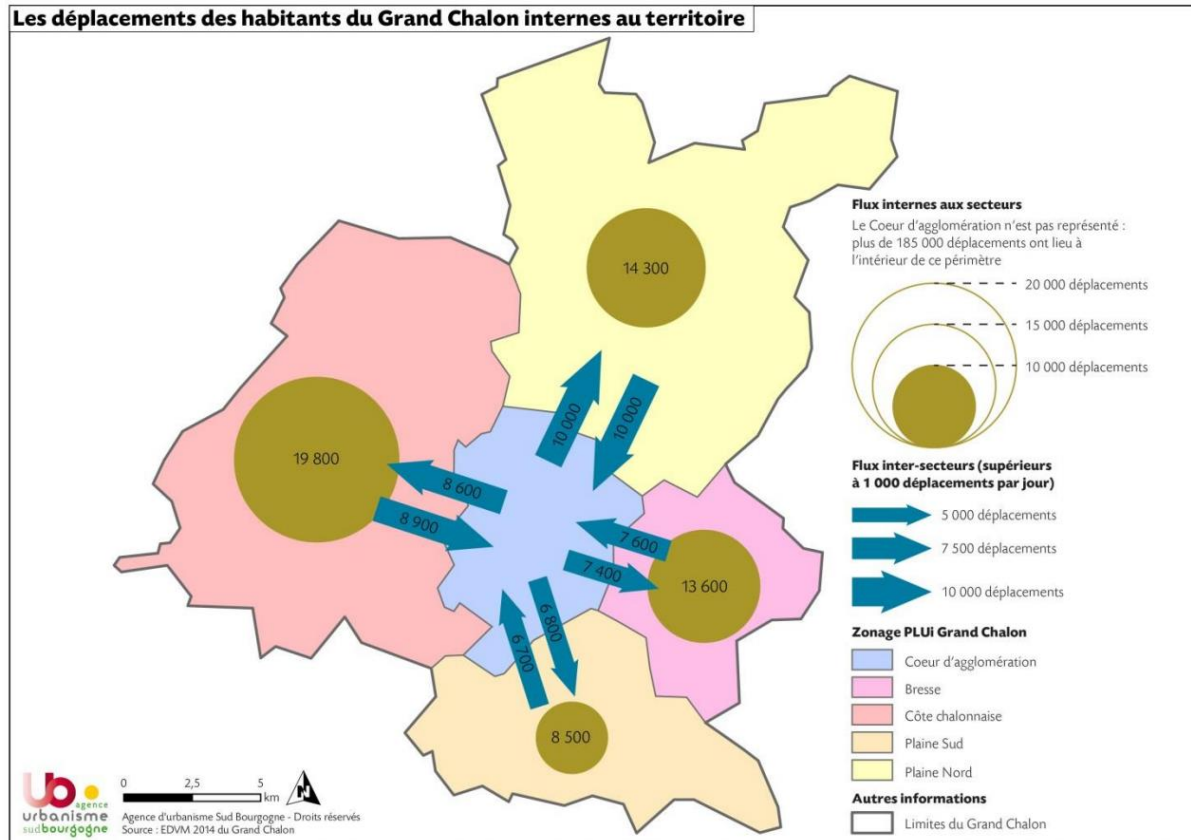 Les déplacements des habitants du Grand Chalon internes au territoire
14 300
19 800
10 000
10 000
8 600
8 900
7 600
7 400
13 600
6 800
6 700
8 500
Flux internes aux secteurs
Le Coeur d'agglomération n'est pas représenté :
plus de 185 000 déplacements ont lieu à
l'intérieur de ce périmètre
20 000 déplacements
15 000 déplacements
10 000 déplacements
Flux inter-secteurs (supérieurs
à 1 000 déplacements par jour)
5 000 déplacements
7 500 déplacements
10 000 déplacements
Zonage PLUi Grand Chalon
Coeur d'agglomération
Bresse
Côte chalonnaise
Plaine Sud
Plaine Nord
Autres informations
Limites du Grand Chalon
ub
agence
urbanisme
sudbourgogne
0 2,5 5
km
N
Agence d'urbanisme Sud Bourgogne - Droits réservés
Source : EDVM 2014 du Grand Chalon